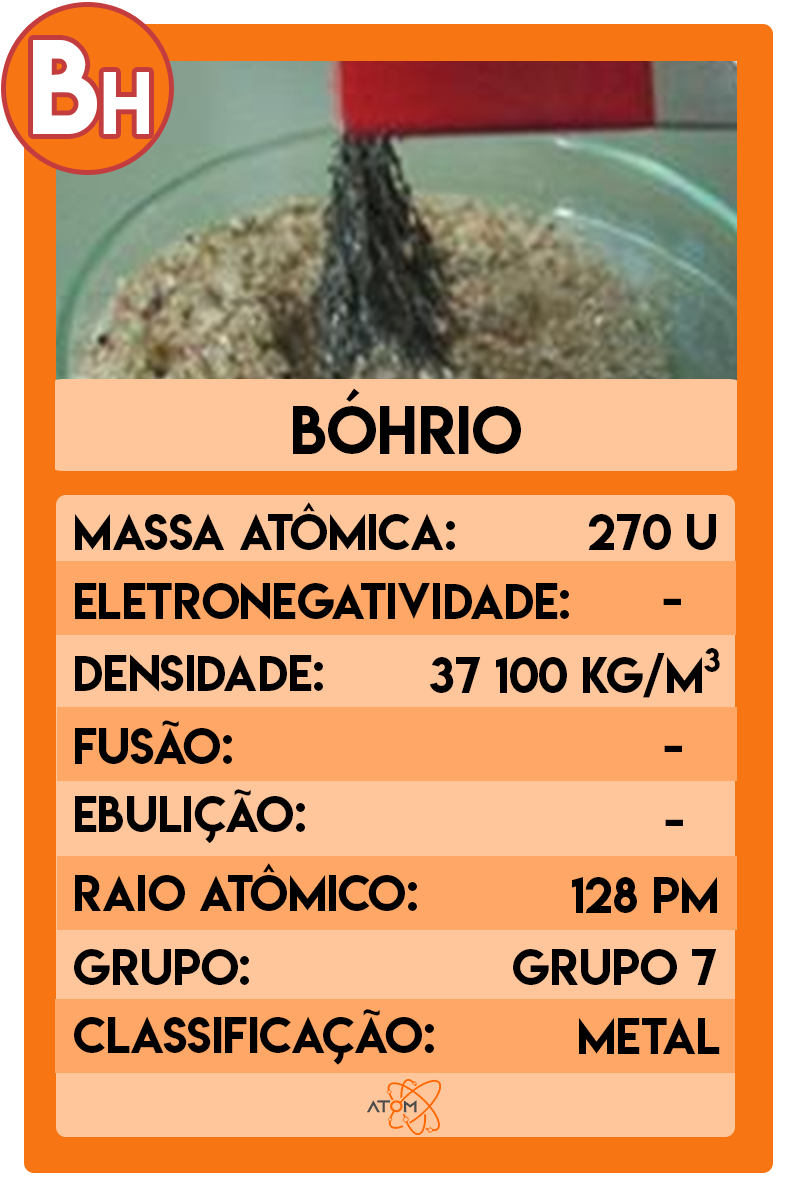 BH
BÓHRIO
MASSA ATÔMICA: 270 U
ELETRONEGATIVIDADE: -
DENSIDADE: 37 100 KG/M³
FUSÃO: -
EBULIÇÃO: -
RAIO ATÔMICO: 128 PM
GRUPO: GRUPO 7
CLASSIFICAÇÃO: METAL
ATOM